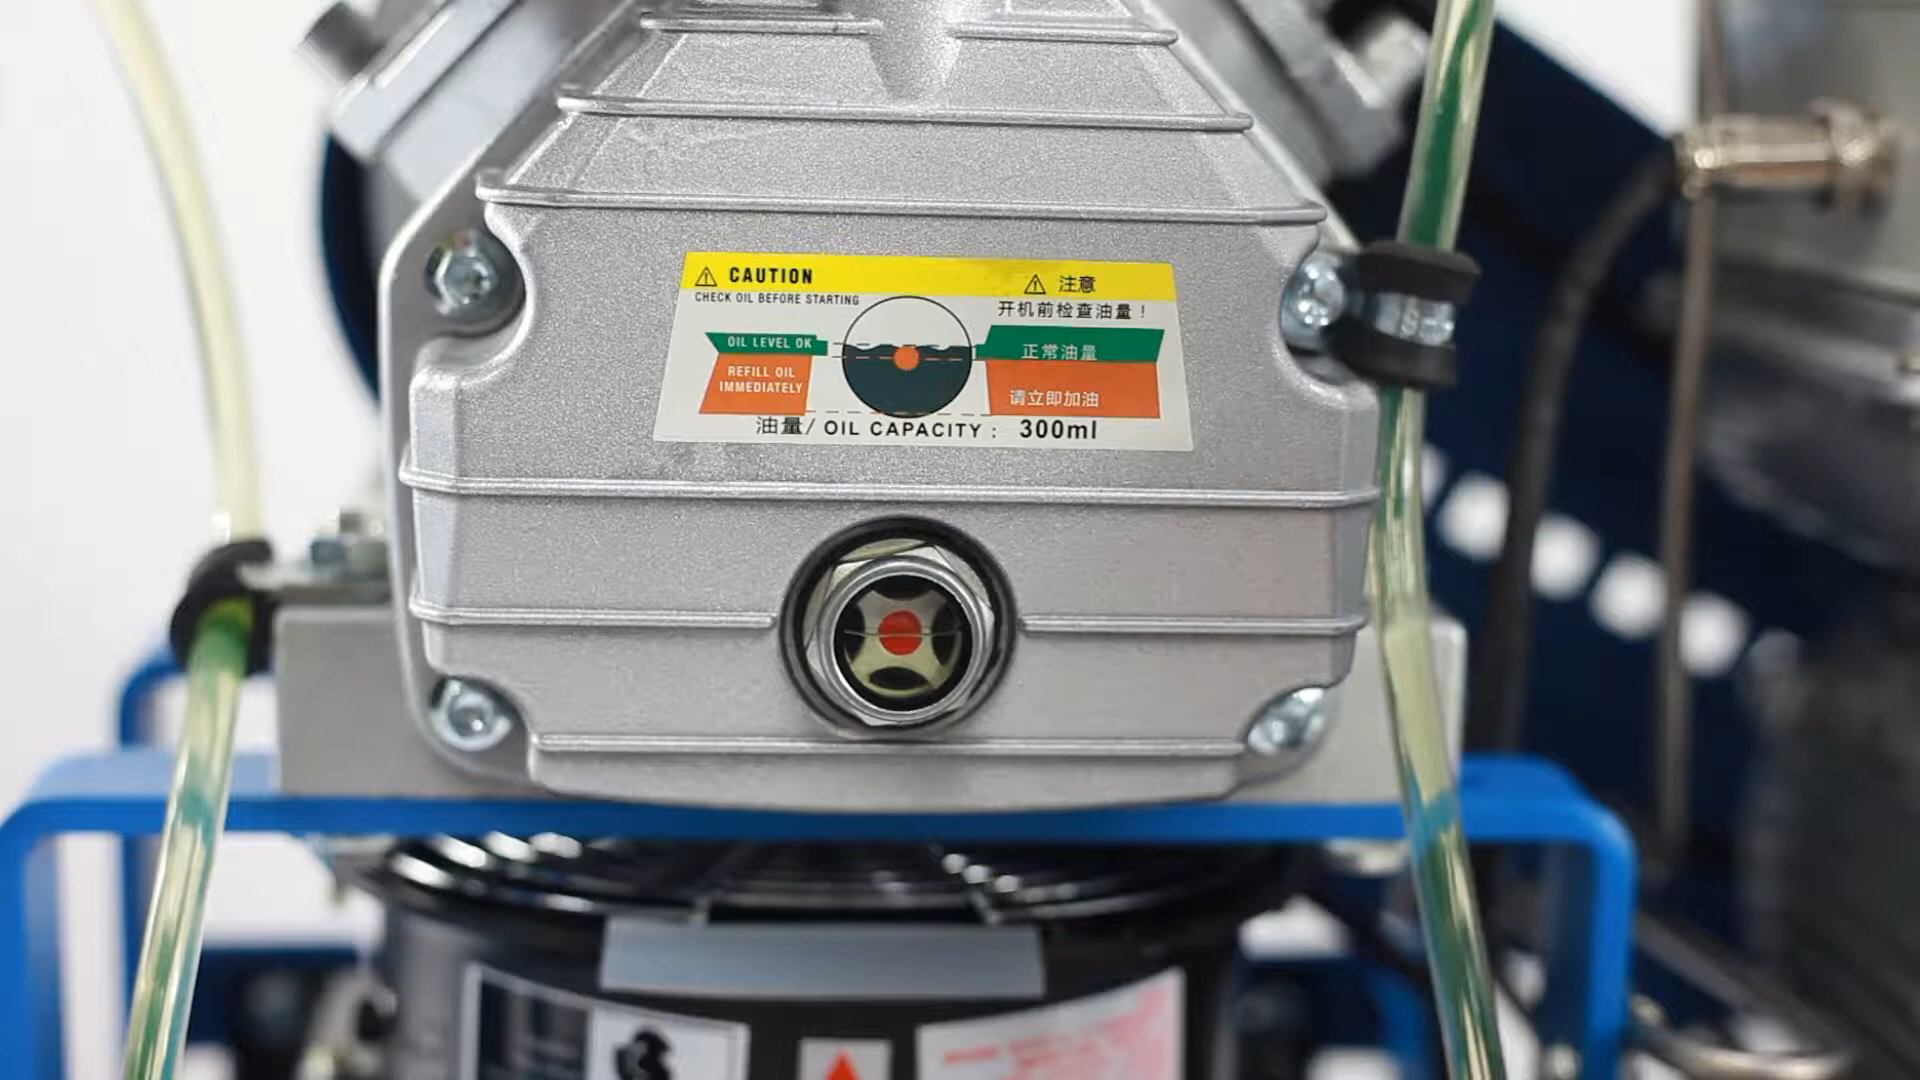 CAUTION
CHECK OIL BEFORE STARTING
注意
开机前检查油量！
OIL LEVEL OK
REFILL OIL
IMMEDIATELY
正常油量
请立即加油
油量/ OIL CAPACITY： 300ml